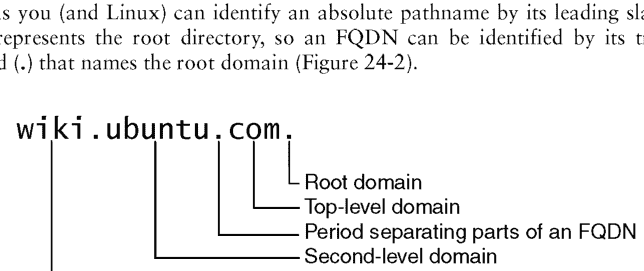 s you (and Linux) can identify an absolute pathname by its leading sla
epresents the root directory, so an FQDN can be identified by its t
d (.) that names the root domain (Figure 24-2).
wiki.ubuntu.com.
Root domain
Top-level domain
Period separating parts of an FQDN
Second-level domain